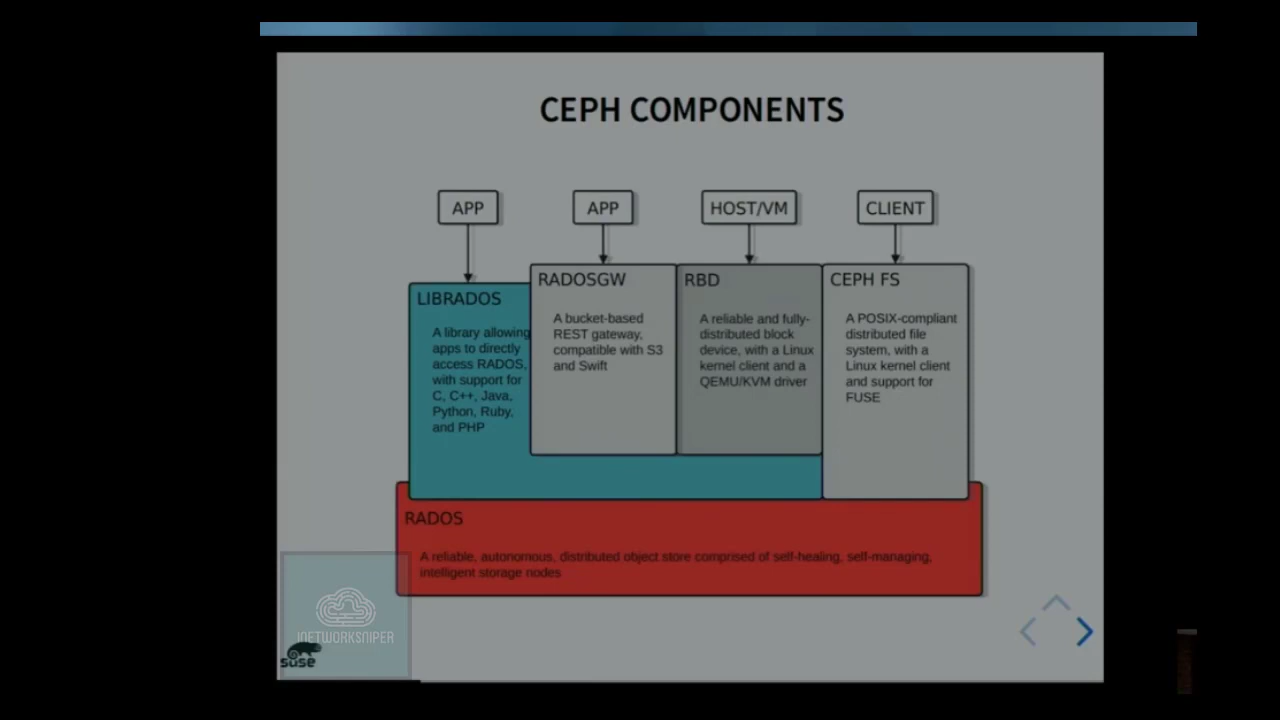 CEPH COMPONENTS
APP
APP
HOST/VM
CLIENT
LIBRADOS
A library allowing
apps to directly
access RADOS,
with support for
C, C++, Java,
Python, Ruby,
and PHP
RADOSGW
A bucket-based
REST gateway,
compatible with S3
and Swift
RBD
A reliable and fully-
distributed block
device, with a Linux
kernel client and a
QEMU/KVM driver
CEPH FS
A POSIX-compliant
distributed file
system, with a
Linux kernel client
and support for
FUSE
RADOS
A reliable, autonomous, distributed object store comprised of self-healing, self-managing,
intelligent storage nodes
INETWORKSNIPER
suse